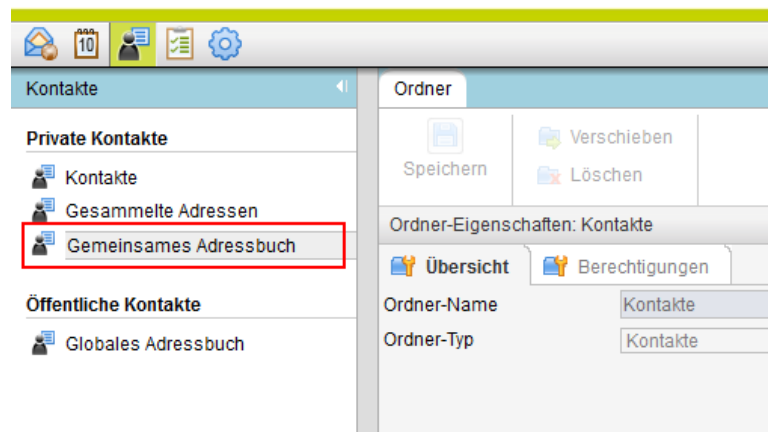 10
Kontakte
Private Kontakte
Kontakte
Gesammelte Adressen
Gemeinsames Adressbuch
Öffentliche Kontakte
Globales Adressbuch
Ordner
Speichern
Verschieben
Löschen
Ordner-Eigenschaften: Kontakte
Übersicht
Berechtigungen
Ordner-Name Kontakte
Ordner-Typ Kontakte